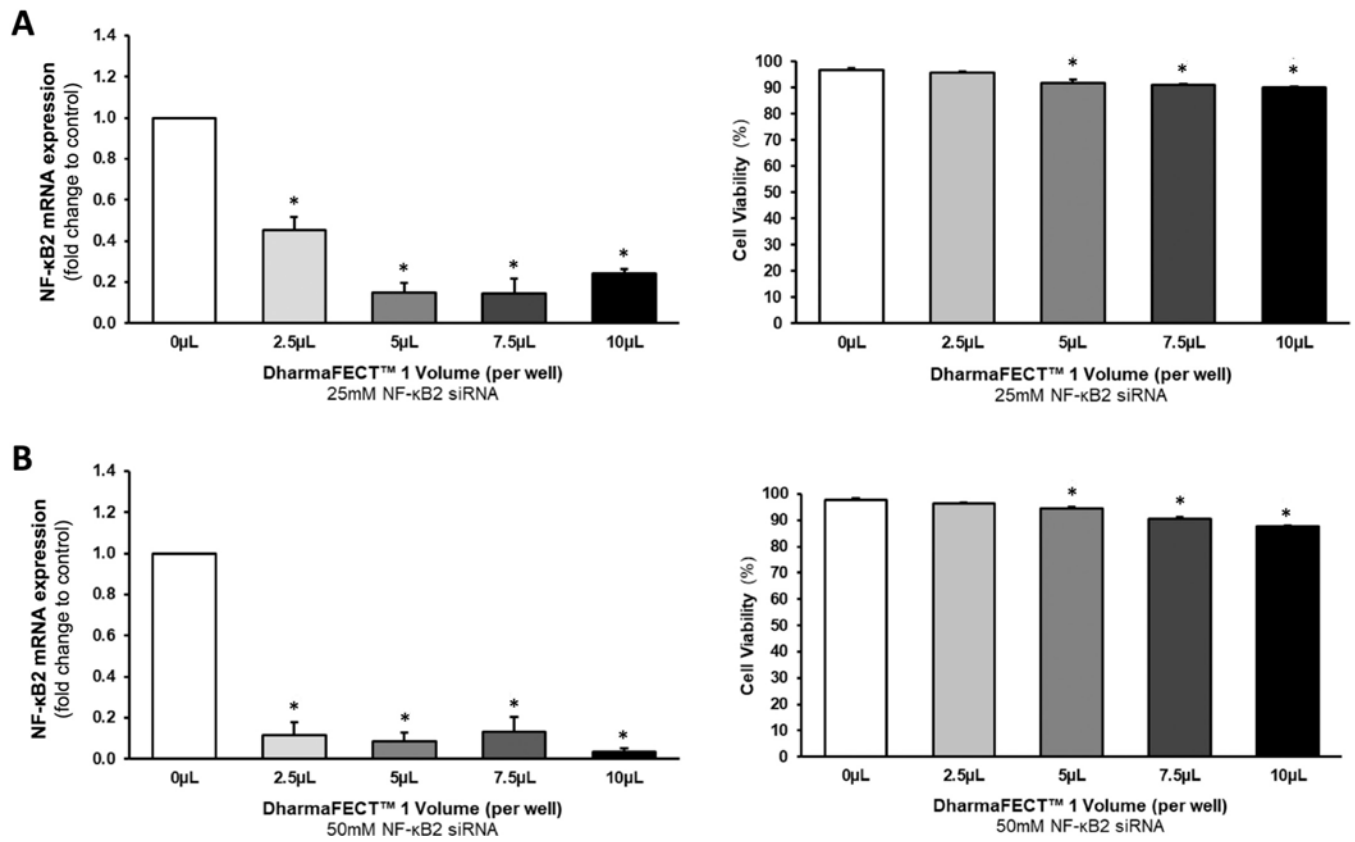 A
1.4
1.2
1.0
0.8
0.6
0.4
0.2
0.0
NF-κB2 mRNA expression
(fold change to control)
*
*
*
*
0µL
2.5µL
5µL
7.5µL
10µL
DharmaFECT™ 1 Volume (per well)
25mM NF-κB2 siRNA
100
90
80
70
60
50
40
30
20
10
0
Cell Viability (%)
*
*
*
0µL
2.5µL
5µL
7.5µL
10µL
DharmaFECT™ 1 Volume (per well)
25mM NF-κB2 siRNA
B
1.4
1.2
1.0
0.8
0.6
0.4
0.2
0.0
NF-κB2 mRNA expression
(fold change to control)
*
*
*
*
0µL
2.5µL
5µL
7.5µL
10µL
DharmaFECT™ 1 Volume (per well)
50mM NF-κB2 siRNA
100
90
80
70
60
50
40
30
20
10
0
Cell Viability (%)
*
*
*
0µL
2.5µL
5µL
7.5µL
10µL
DharmaFECT™ 1 Volume (per well)
50mM NF-κB2 siRNA